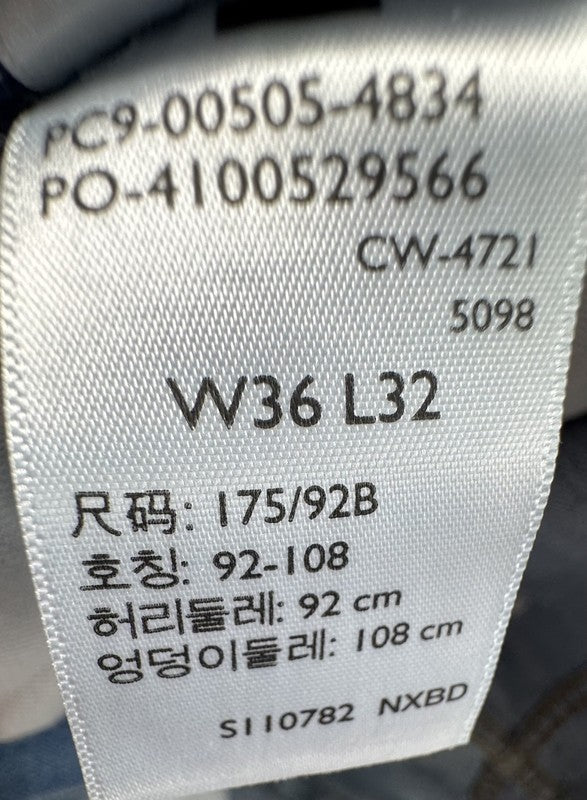 PC9-00505-4834
PO-4100529566
CW-4721
5098
W36 L32
尺码: 175/92B
호칭: 92-108
허리둘레: 92 cm
엉덩이둘레: 108 cm
S110782 NXBD